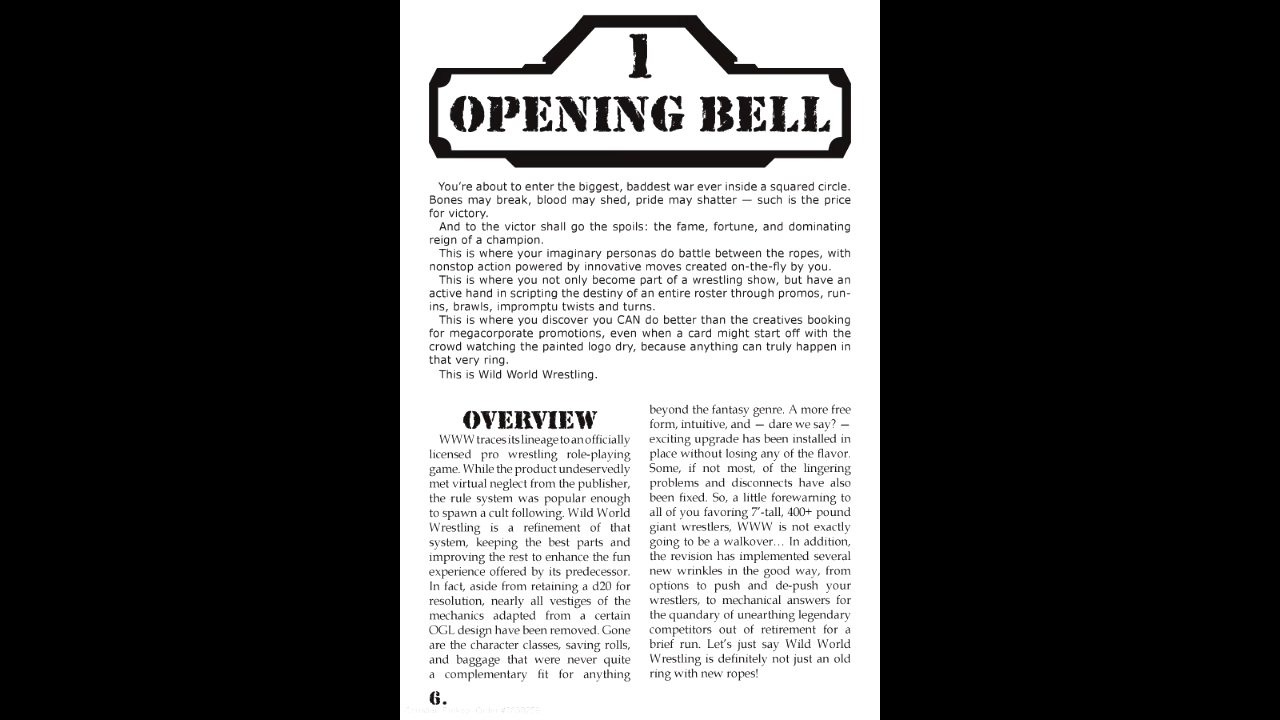 1
OPENING BELL
You're about to enter the biggest, baddest war ever inside a squared circle.
Bones may break, blood may shed, pride may shatter — such is the price
for victory.
And to the victor shall go the spoils: the fame, fortune, and dominating
reign of a champion.
This is where your imaginary personas do battle between the ropes, with
nonstop action powered by innovative moves created on-the-fly by you.
This is where you not only become part of a wrestling show, but have an
active hand in scripting the destiny of an entire roster through promos, run-
ins, brawls, impromptu twists and turns.
This is where you discover you CAN do better than the creatives booking
for megacorporate promotions, even when a card might start off with the
crowd watching the painted logo dry, because anything can truly happen in
that very ring.
This is Wild World Wrestling.
OVERVIEW
WWW traces its lineage to an officially
licensed pro wrestling role-playing
game. While the product undeservedly
met virtual neglect from the publisher,
the rule system was popular enough
to spawn a cult following. Wild World
Wrestling is a refinement of that
system, keeping the best parts and
improving the rest to enhance the fun
experience offered by its predecessor.
In fact, aside from retaining a d20 for
resolution, nearly all vestiges of the
mechanics adapted from a certain
OGL design have been removed. Gone
are the character classes, saving rolls,
and baggage that were never quite
a complementary fit for anything
beyond the fantasy genre. A more free
form, intuitive, and — dare we say? —
exciting upgrade has been installed in
place without losing any of the flavor.
Some, if not most, of the lingering
problems and disconnects have also
been fixed. So, a little forewarning to
all of you favoring 7'-tall, 400+ pound
giant wrestlers, WWW is not exactly
going to be a walkover… In addition,
the revision has implemented several
new wrinkles in the good way, from
options to push and de-push your
wrestlers, to mechanical answers for
the quandary of unearthing legendary
competitors out of retirement for a
brief run. Let's just say Wild World
Wrestling is definitely not just an old
ring with new ropes!
6.